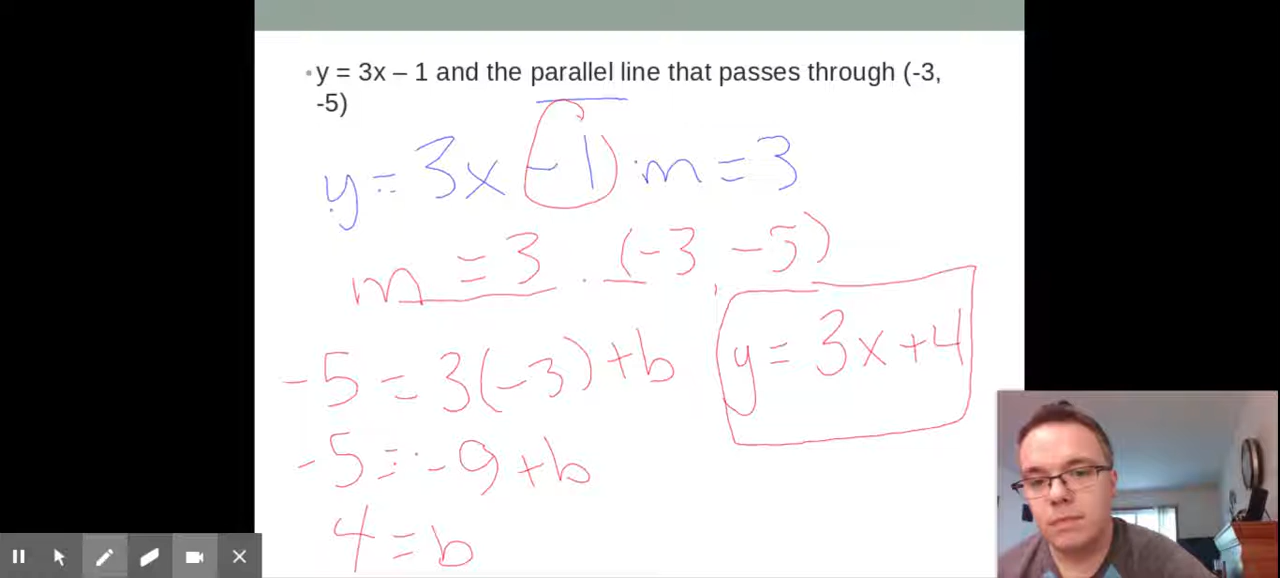 y = 3x – 1 and the parallel line that passes through (-3,
-5)
y = 3x -1 m = 3
m = 3 (-3 -5)
-5 = 3(-3) + b
y = 3x + 4
-5 = -9 + b
4 = b